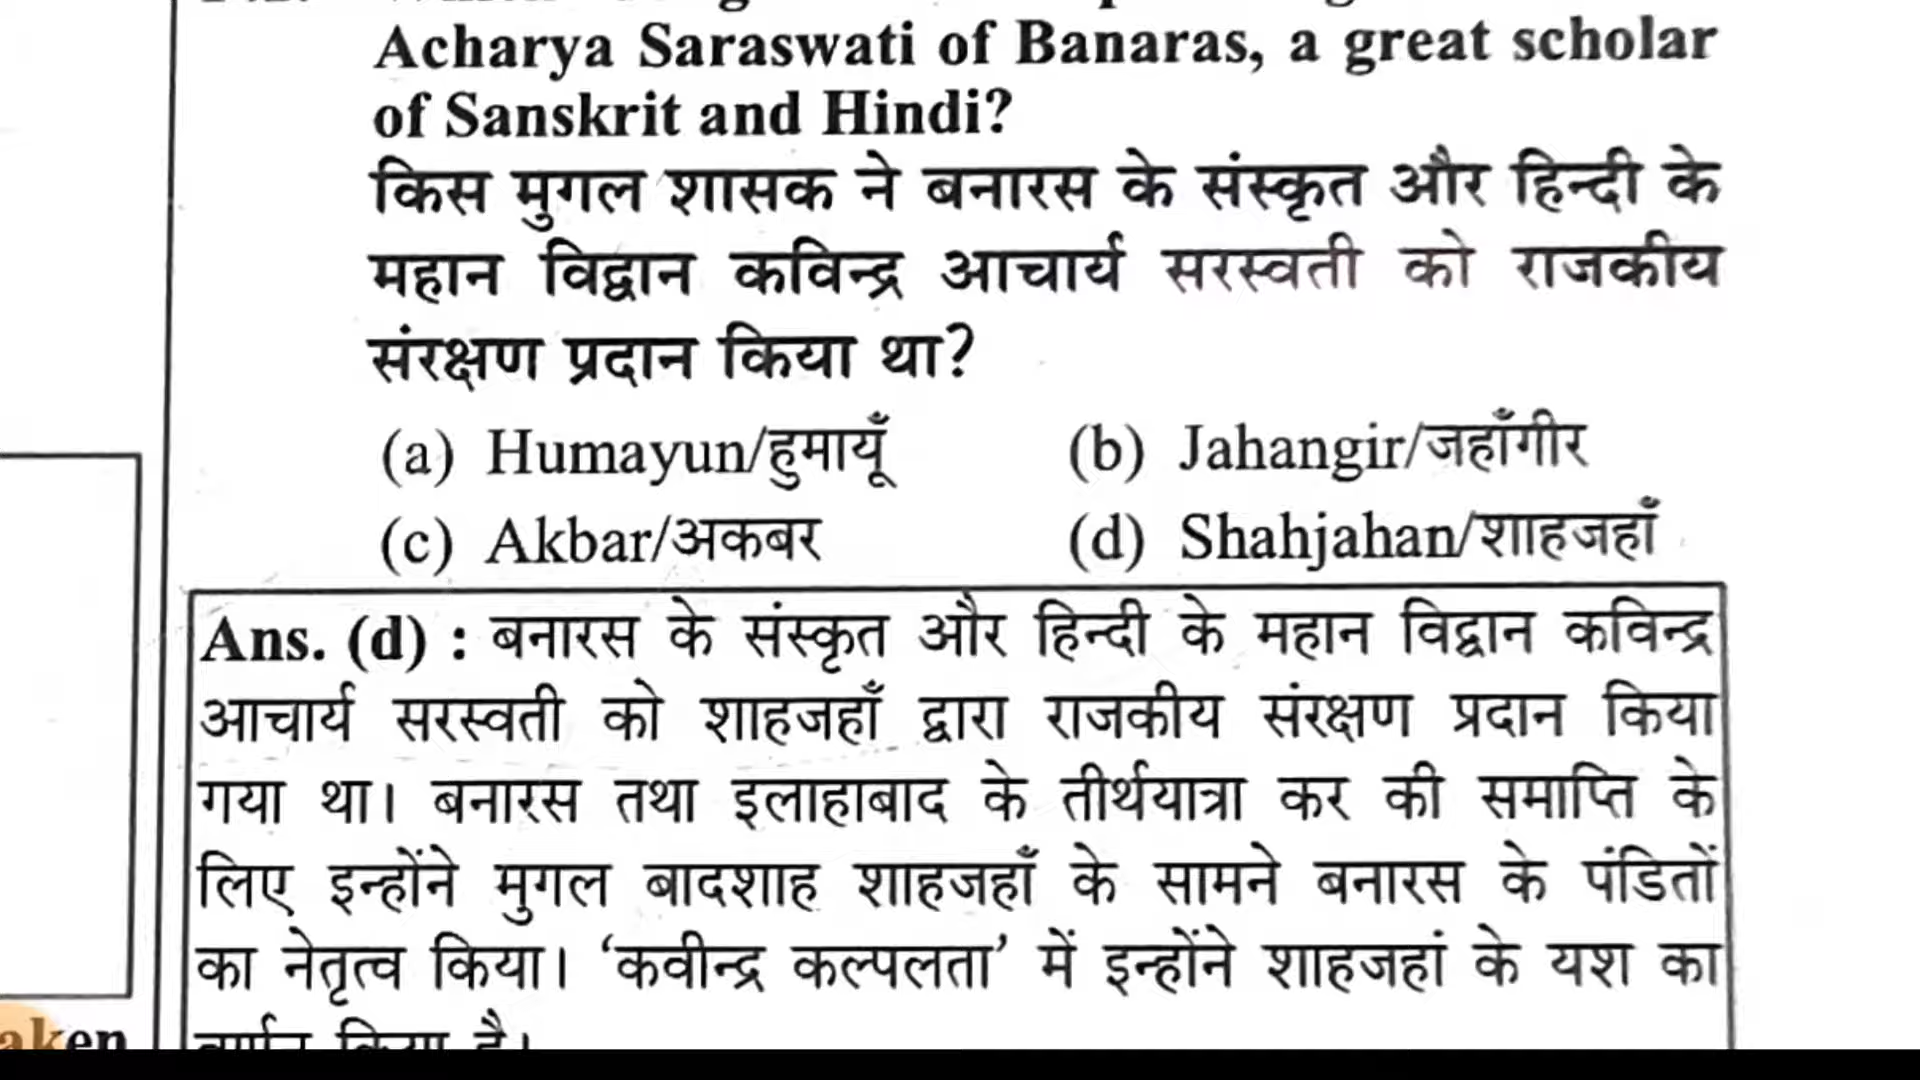 Acharya Saraswati of Banaras, a great scholar
of Sanskrit and Hindi?
किस मुगल शासक ने बनारस के संस्कृत और हिन्दी के
महान विद्वान कविन्द्र आचार्य सरस्वती को राजकीय
संरक्षण प्रदान किया था?
(a) Humayun/हुमायूँ (b) Jahangir/जहाँगीर
(c) Akbar/अकबर (d) Shahjahan/शाहजहाँ
Ans. (d) : बनारस के संस्कृत और हिन्दी के महान विद्वान कविन्द्र
आचार्य सरस्वती को शाहजहाँ द्वारा राजकीय संरक्षण प्रदान किया
गया था। बनारस तथा इलाहाबाद के तीर्थयात्रा कर की समाप्ति के
लिए इन्होंने मुगल बादशाह शाहजहाँ के सामने बनारस के पंडितों
का नेतृत्व किया। ‘कवीन्द्र कल्पलता’ में इन्होंने शाहजहां के यश का
वर्णन किया है।
aken